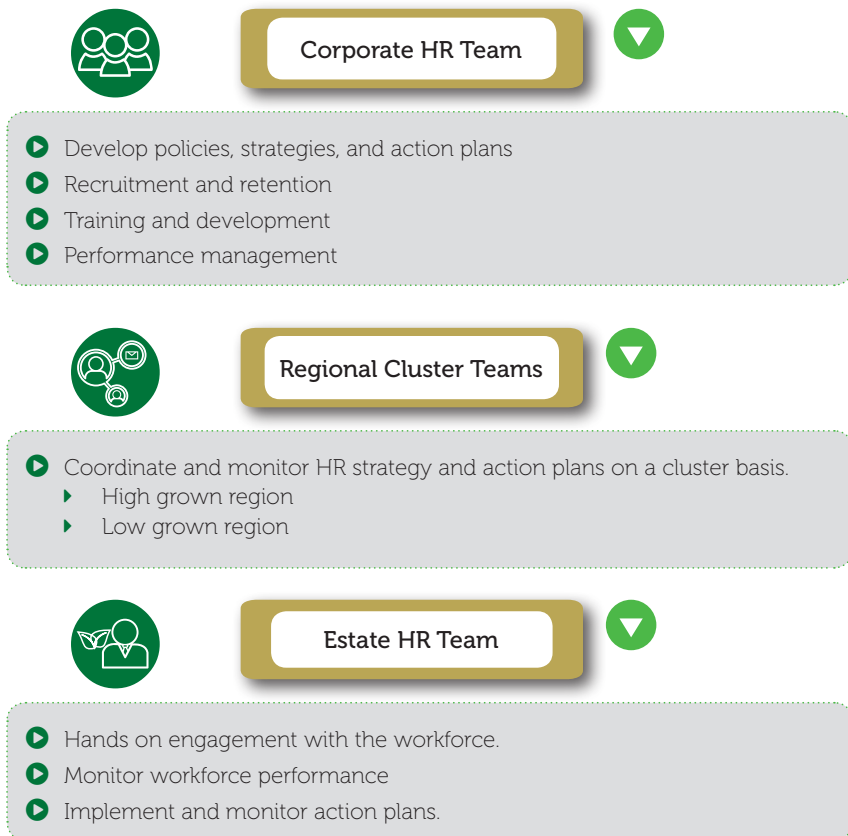 Corporate HR Team
Develop policies, strategies, and action plans
Recruitment and retention
Training and development
Performance management
Regional Cluster Teams
Coordinate and monitor HR strategy and action plans on a cluster basis.
High grown region
Low grown region
Estate HR Team
Hands on engagement with the workforce.
Monitor workforce performance
Implement and monitor action plans.